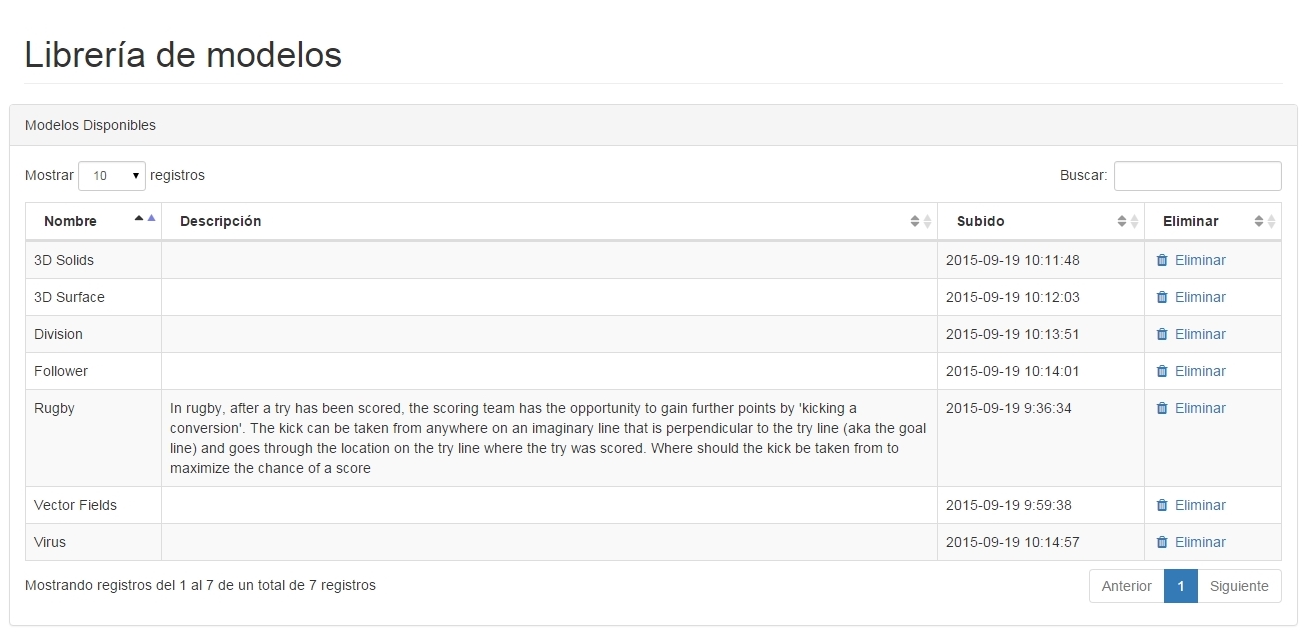 Librería de modelos
Modelos Disponibles
Mostrar 10 registros
Buscar:
Nombre Descripción Subido Eliminar
3D Solids 2015-09-19 10:11:48 Eliminar
3D Surface 2015-09-19 10:12:03 Eliminar
Division 2015-09-19 10:13:51 Eliminar
Follower 2015-09-19 10:14:01 Eliminar
Rugby In rugby, after a try has been scored, the scoring team has the opportunity to gain further points by 'kicking a 2015-09-19 9:36:34 Eliminar
conversion'. The kick can be taken from anywhere on an imaginary line that is perpendicular to the try line (aka the goal
line) and goes through the location on the try line where the try was scored. Where should the kick be taken from to
maximize the chance of a score
Vector Fields 2015-09-19 9:59:38 Eliminar
Virus 2015-09-19 10:14:57 Eliminar
Mostrando registros del 1 al 7 de un total de 7 registros
Anterior 1 Siguiente